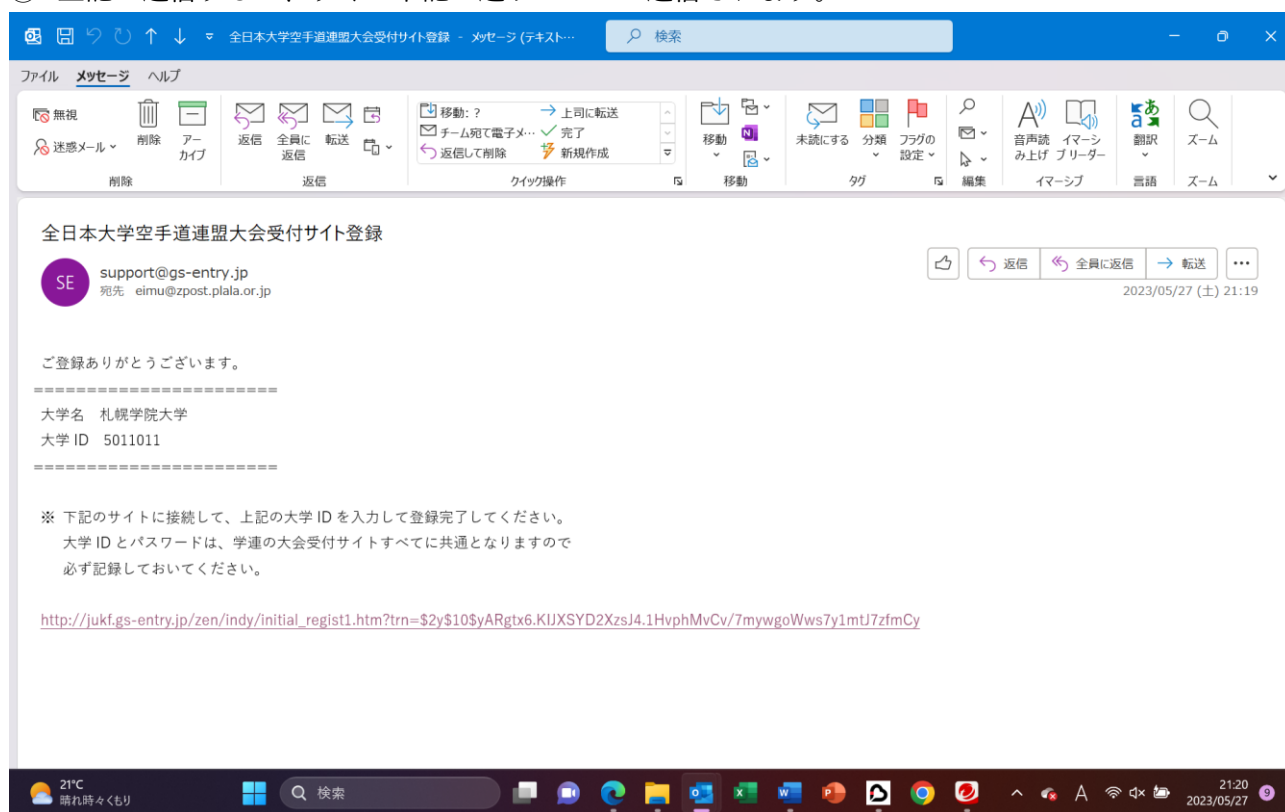 全日本大学空手道連盟大会受付サイト登録 - メッセージ (テキスト…
検索
ファイル メッセージ ヘルプ
無視
迷惑メール
削除
アーカイブ
返信
全員に返信
転送
移動: ?
チーム宛て電子メ…
返信して削除
上司に転送
完了
新規作成
移動
未読にする
分類
フラグの設定
音声読み上げ
イマーシブ リーダー
翻訳
ズーム
削除 返信 クイック操作 移動 タグ 編集 イマーシブ 言語 ズーム
全日本大学空手道連盟大会受付サイト登録
SE
support@gs-entry.jp
宛先 eimu@zpost.plala.or.jp
返信 全員に返信 転送
2023/05/27 (土) 21:19
ご登録ありがとうございます。
=======================
大学名 札幌学院大学
大学 ID 5011011
=======================
※ 下記のサイトに接続して、上記の大学 ID を入力して登録完了してください。
大学 ID とパスワードは、学連の大会受付サイトすべてに共通となりますので
必ず記録しておいてください。
http://jukf.gs-entry.jp/zen/indy/initial_regist1.htm?trn=$2y$10$yARgtx6.KIJXSYD2XzsJ4.1HvphMvCv/7mywgoWws7y1mtJ7zfmCy
21°C
晴れ時々くもり
検索
A
21:20
2023/05/27
9